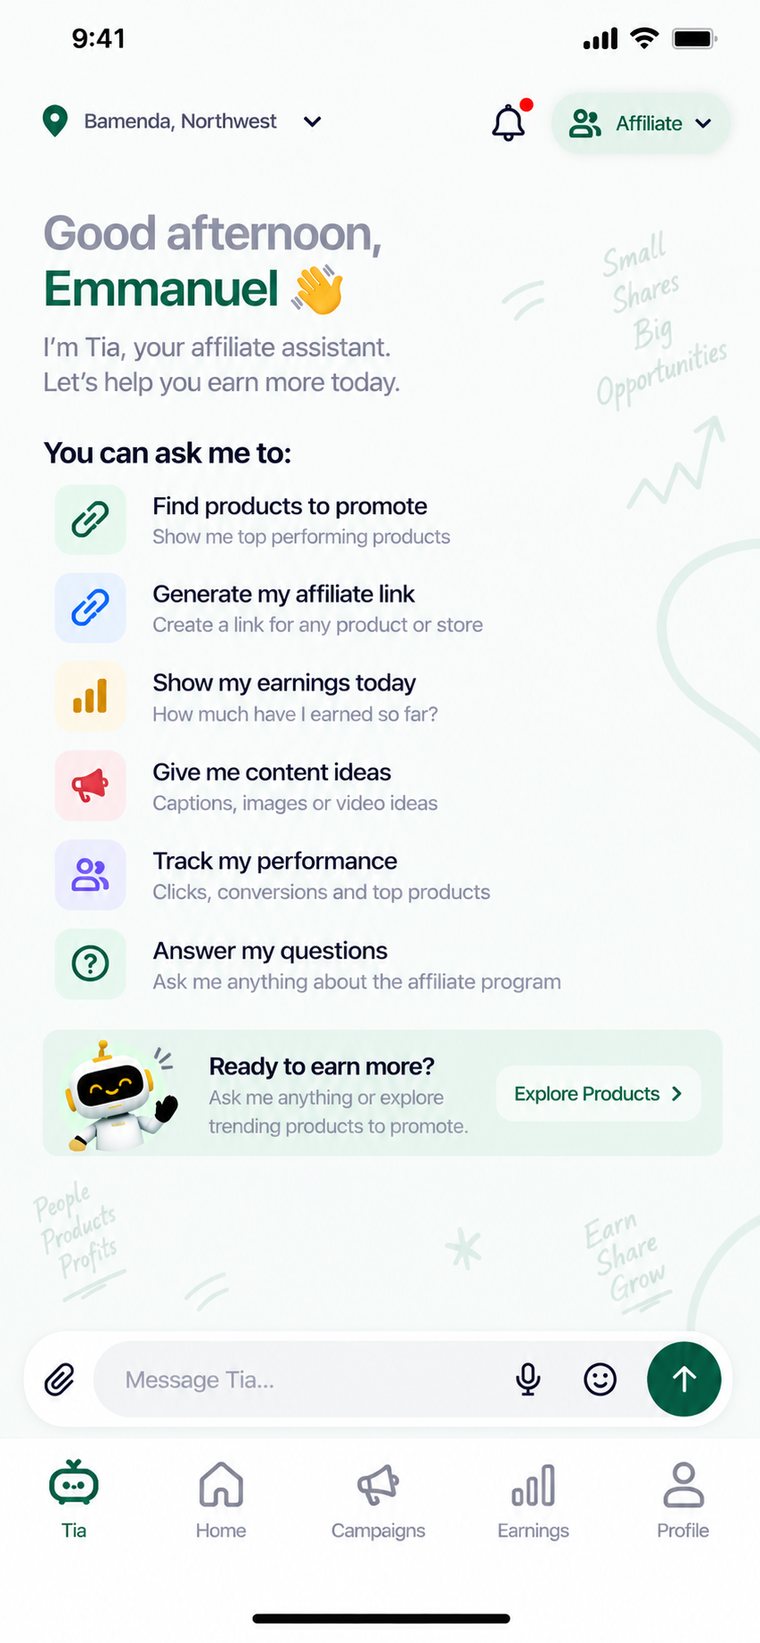 9:41
Bamenda, Northwest
Affiliate
Good afternoon,
Emmanuel 👋
I'm Tia, your affiliate assistant.
Let's help you earn more today.
Small
Shares
Big
Opportunities
You can ask me to:
Find products to promote
Show me top performing products
Generate my affiliate link
Create a link for any product or store
Show my earnings today
How much have I earned so far?
Give me content ideas
Captions, images or video ideas
Track my performance
Clicks, conversions and top products
Answer my questions
Ask me anything about the affiliate program
Ready to earn more?
Ask me anything or explore
trending products to promote.
Explore Products
People
Products
Profits
Earn
Share
Grow
Message Tia...
Tia
Home
Campaigns
Earnings
Profile